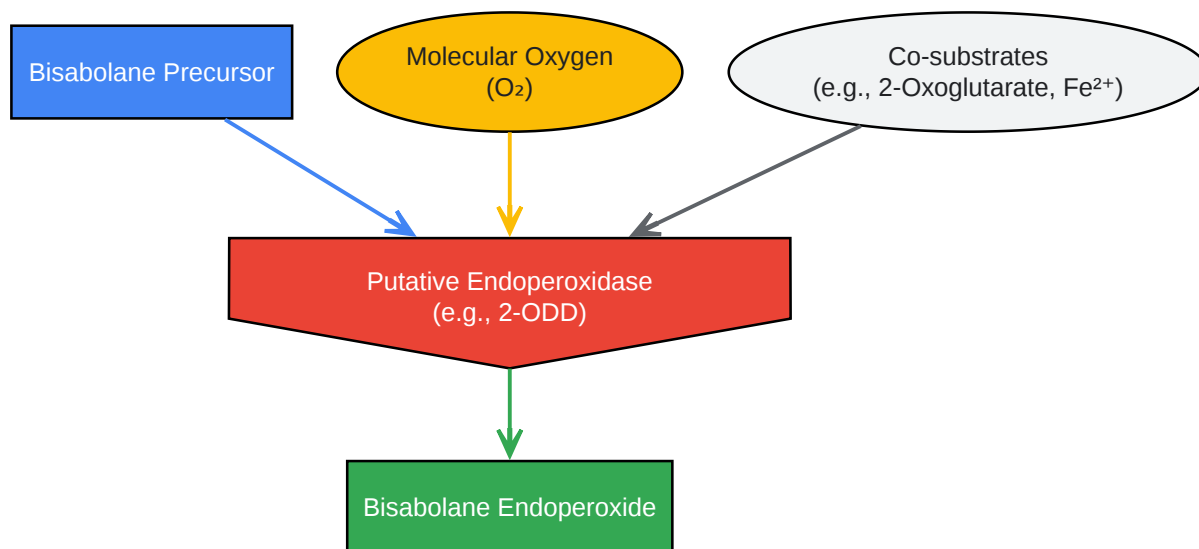 Bisabolane Precursor
Molecular Oxygen
(O₂)
Co-substrates
(e.g., 2-Oxoglutarate, Fe²⁺)
Putative Endoperoxidase
(e.g., 2-ODD)
Bisabolane Endoperoxide